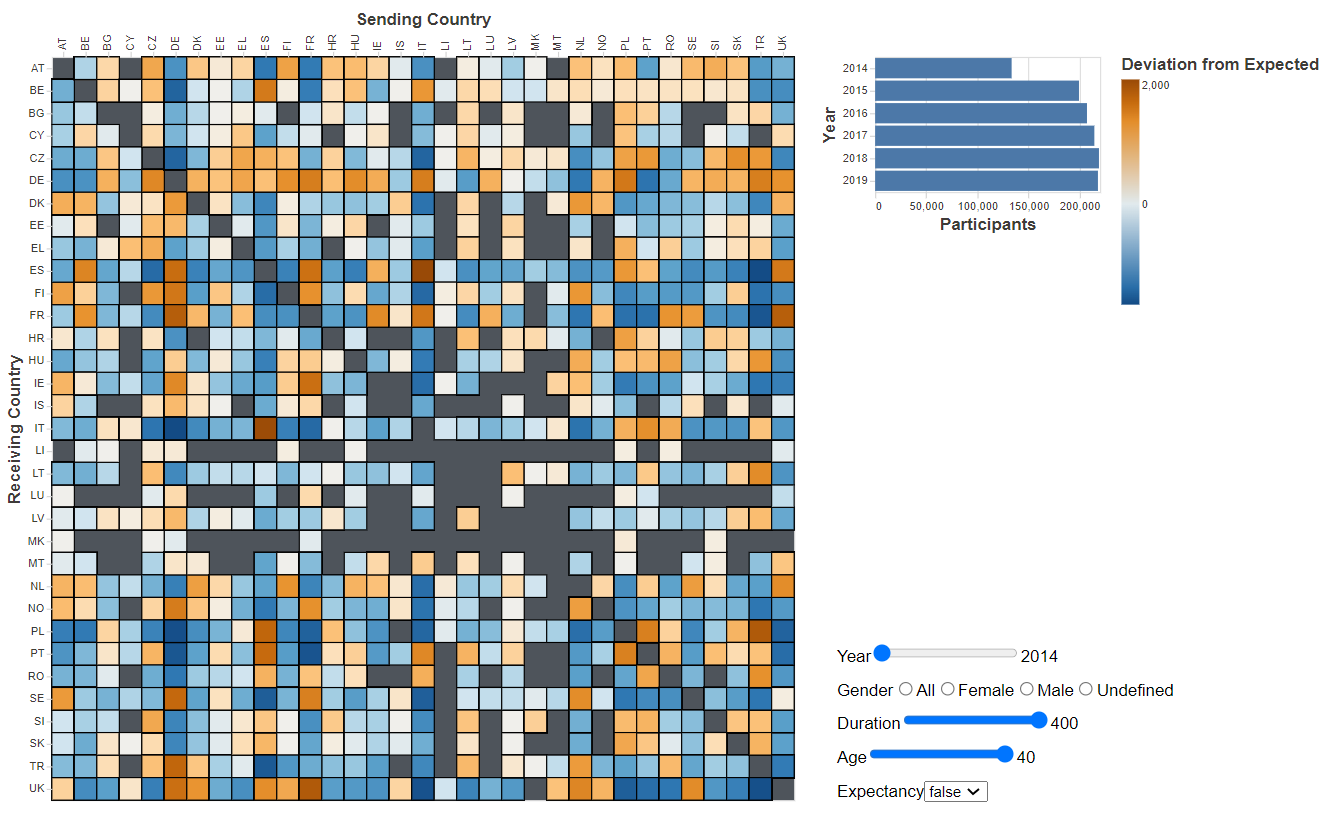 Sending Country
AT BE BG CY CZ DE DK EE EL ES FI FR HR HU IE IS IT LI LT LU LV MK MT NL NO PL PT RO SE SI SK TR UK
Receiving Country
AT
BE
BG
CY
CZ
DE
DK
EE
EL
ES
FI
FR
HR
HU
IE
IS
IT
LI
LT
LU
LV
MK
MT
NL
NO
PL
PT
RO
SE
SI
SK
TR
UK
Year
2014
2015
2016
2017
2018
2019
0 50,000 100,000 150,000 200,000
Participants
Deviation from Expected
2,000
0
Year 2014
Gender All Female Male Undefined
Duration 400
Age 40
Expectancy false